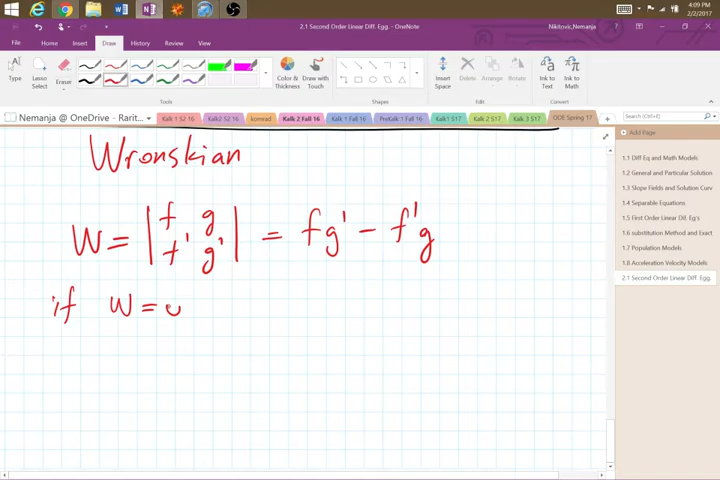 4:09 PM
2/2/2017
2.1 Second Order Linear Diff. Egg. - OneNote
Nikitovic, Nemanja
File Home Insert Draw History Review View
Type
Lasso Select
Eraser
Color & Thickness
Draw with Touch
Insert Space
Delete
Arrange
Rotate
Ink to Text
Ink to Math
Tools
Shapes
Edit
Convert
Nemanja @ OneDrive - Rarit...
Kalk 1 S2 16
Kalk2 S2 16
konrad
Kalk 2 Fall 16
Kalk 1 Fall 16
PreKalk 1 Fall 16
Kalk1 S17
Kalk 2 S17
Kalk 3 S17
ODE Spring 17
Search (Ctrl+E)
Add Page
1.1 Diff Eq and Math Models
1.2 General and Particular Solution
1.3 Slope Fields and Solution Curv
1.4 Separable Equations
1.5 First Order Linear Diff. Eg's
1.6 substitution Method and Exact
1.7 Population Models
1.8 Acceleration Velocity Models
2.1 Second Order Linear Diff. Egg.
Wronskian
W = | f g |
| f' g' | = fg' - f'g
if W =